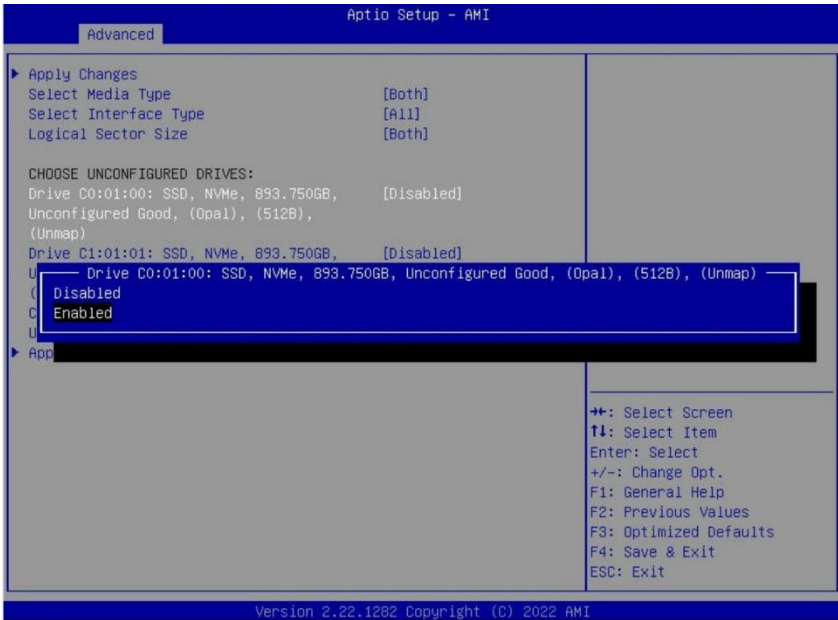 Aptio Setup - AMI
Advanced
Apply Changes
Select Media Type [Both]
Select Interface Type [All]
Logical Sector Size [Both]
CHOOSE UNCONFIGURED DRIVES:
Drive C0:01:00: SSD, NVMe, 893.750GB, [Disabled]
Unconfigured Good, (Opal), (512B),
(Unmap)
Drive C1:01:01: SSD, NVMe, 893.750GB, [Disabled]
U
Drive C0:01:00: SSD, NVMe, 893.750GB, Unconfigured Good, (Opal), (512B), (Unmap)
( Disabled
C Enabled
U
App
→←: Select Screen
↑↓: Select Item
Enter: Select
+/-: Change Opt.
F1: General Help
F2: Previous Values
F3: Optimized Defaults
F4: Save & Exit
ESC: Exit
Version 2.22.1282 Copyright (C) 2022 AMI